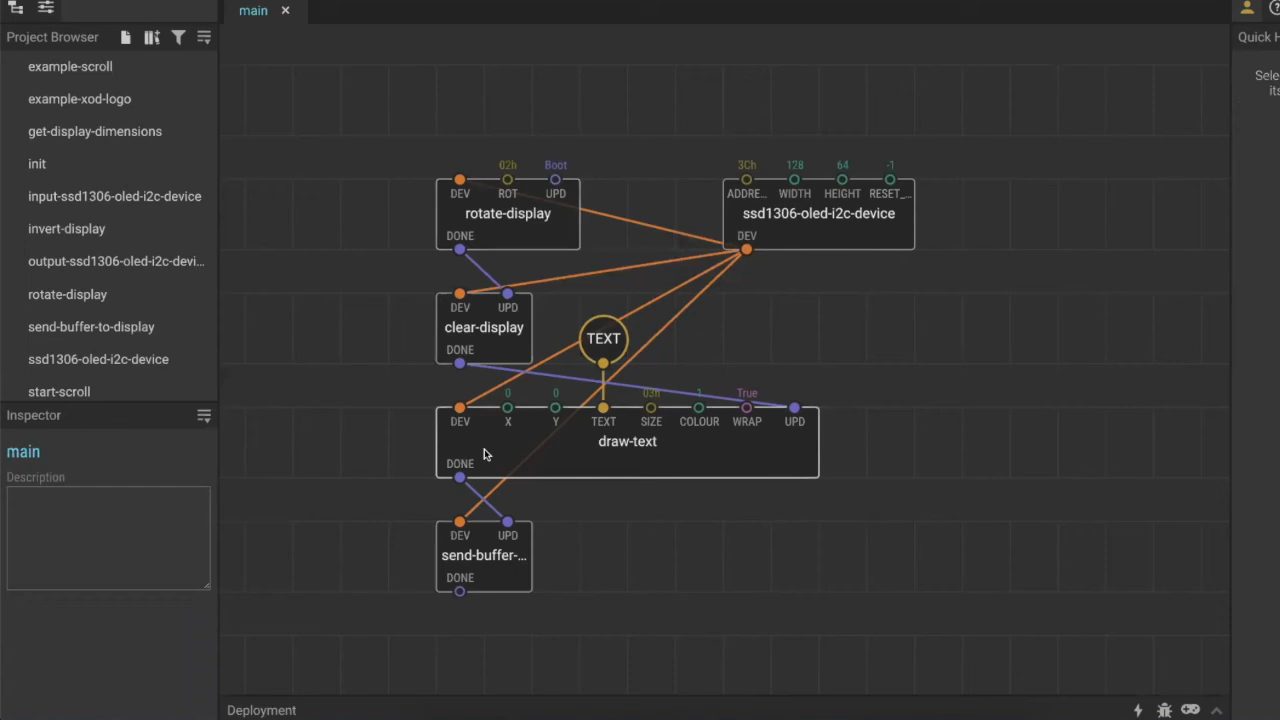 main ×
Project Browser
Quick H
example-scroll
example-xod-logo
get-display-dimensions
init
input-ssd1306-oled-i2c-device
invert-display
output-ssd1306-oled-i2c-devi...
rotate-display
send-buffer-to-display
ssd1306-oled-i2c-device
start-scroll
Sele
its
02h Boot
DEV ROT UPD
rotate-display
DONE
3Ch 128 64 -1
ADDRE... WIDTH HEIGHT RESET_...
ssd1306-oled-i2c-device
DEV
DEV UPD
clear-display
DONE
TEXT
0 0 03h 1 True
DEV X Y TEXT SIZE COLOUR WRAP UPD
draw-text
DONE
DEV UPD
send-buffer-...
DONE
Inspector
main
Description
Deployment